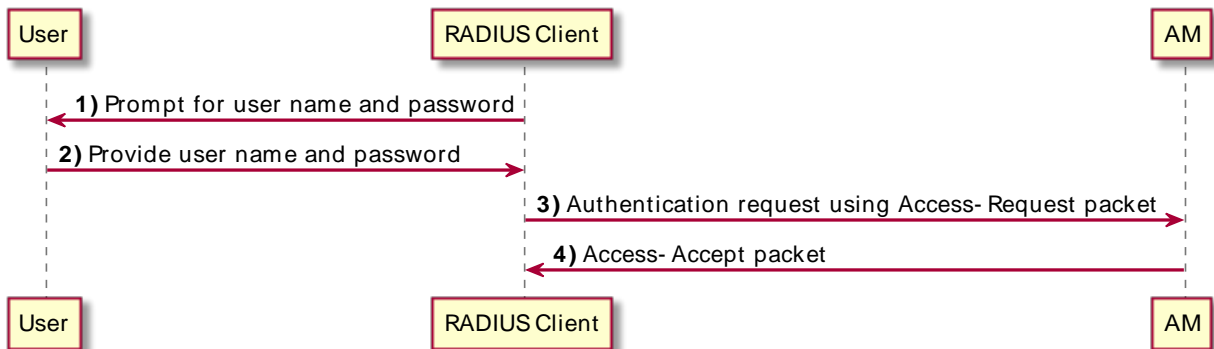 User
RADIUS Client
AM
1) Prompt for user name and password
2) Provide user name and password
3) Authentication request using Access-Request packet
4) Access-Accept packet
User
RADIUS Client
AM